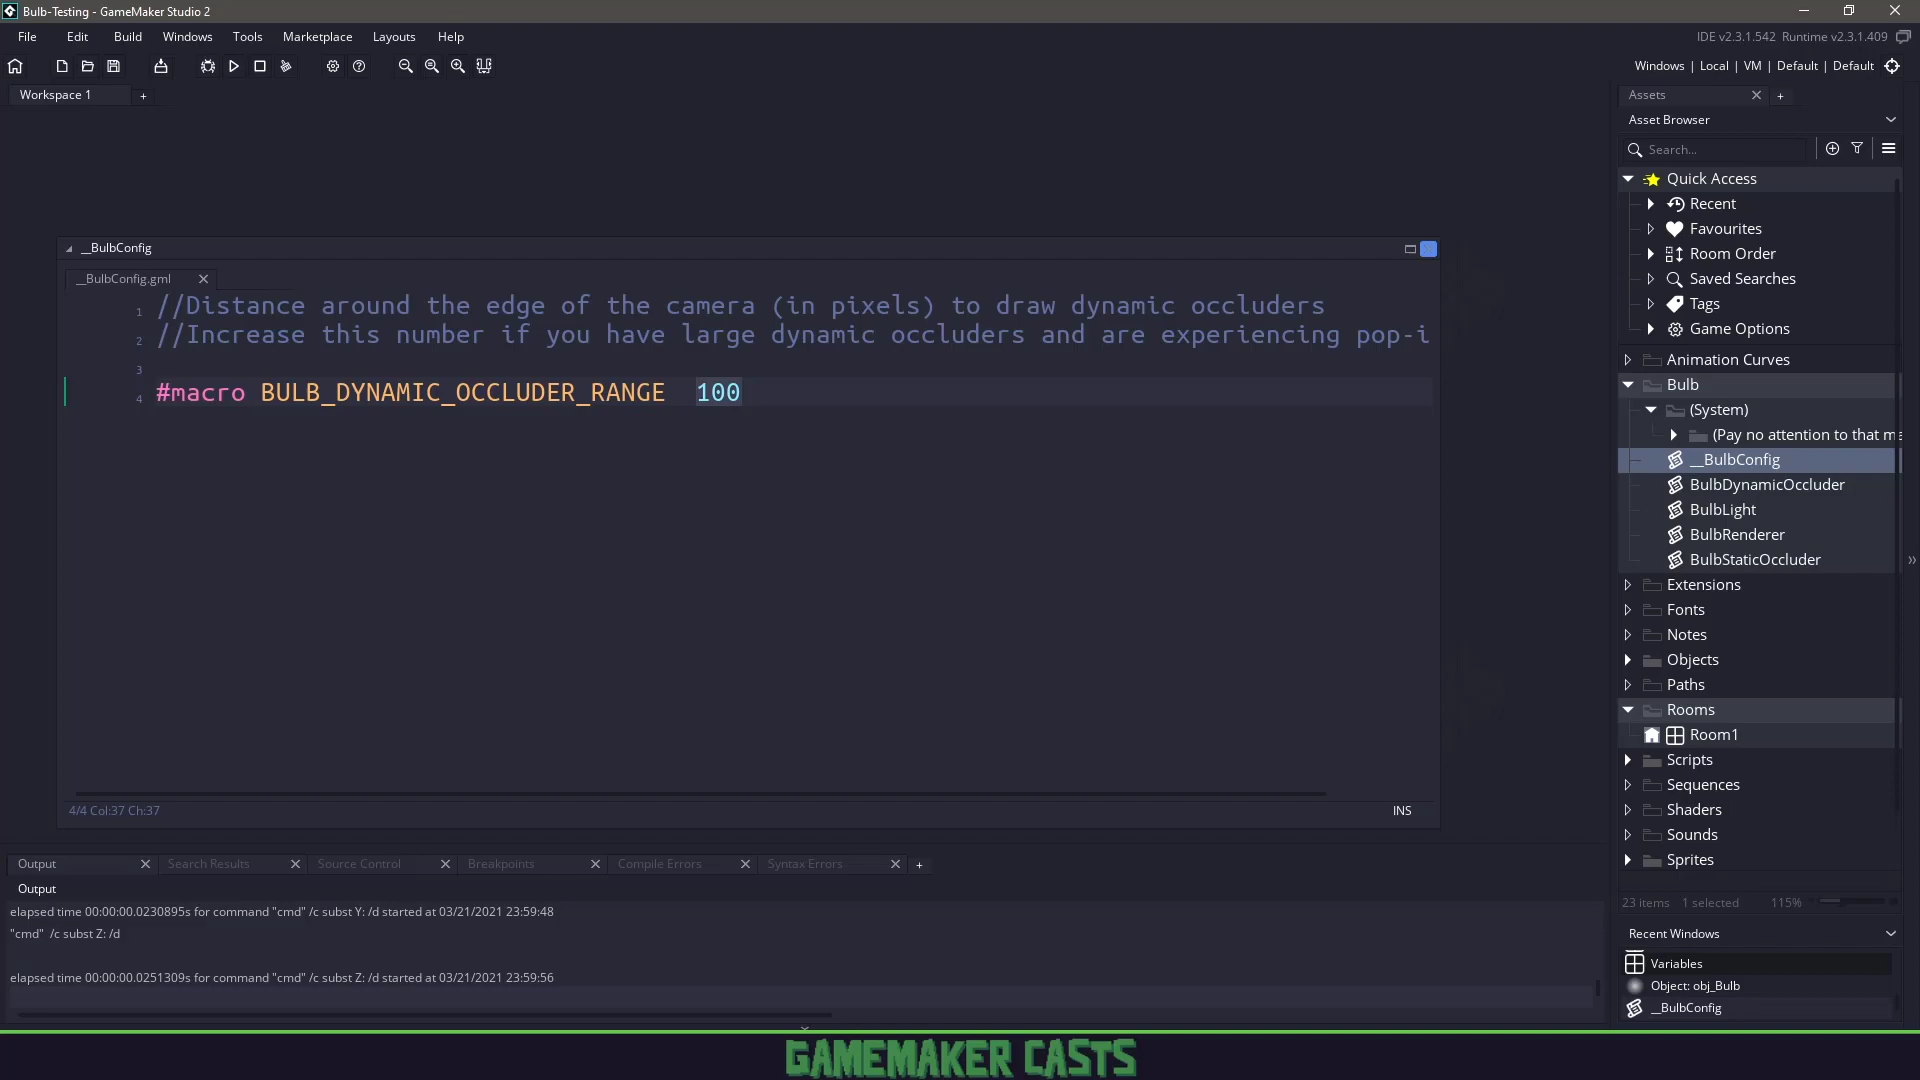 Bulb-Testing - GameMaker Studio 2
File Edit Build Windows Tools Marketplace Layouts Help
IDE v2.3.1.542 Runtime v2.3.1.409
Windows | Local | VM | Default | Default
Workspace 1 +
__BulbConfig
__BulbConfig.gml
1 //Distance around the edge of the camera (in pixels) to draw dynamic occluders
2 //Increase this number if you have large dynamic occluders and are experiencing pop-i
3
4 #macro BULB_DYNAMIC_OCCLUDER_RANGE 100
4/4 Col:37 Ch:37
INS
Output Search Results Source Control Breakpoints Compile Errors Syntax Errors +
Output
elapsed time 00:00:00.0230895s for command "cmd" /c subst Y: /d started at 03/21/2021 23:59:48
"cmd" /c subst Z: /d
elapsed time 00:00:00.0251309s for command "cmd" /c subst Z: /d started at 03/21/2021 23:59:56
Assets +
Asset Browser
Search...
Quick Access
Recent
Favourites
Room Order
Saved Searches
Tags
Game Options
Animation Curves
Bulb
(System)
(Pay no attention to that ma
__BulbConfig
BulbDynamicOccluder
BulbLight
BulbRenderer
BulbStaticOccluder
Extensions
Fonts
Notes
Objects
Paths
Rooms
Room1
Scripts
Sequences
Shaders
Sounds
Sprites
23 items 1 selected 115%
Recent Windows
Variables
Object: obj_Bulb
__BulbConfig
GAMEMAKER CASTS